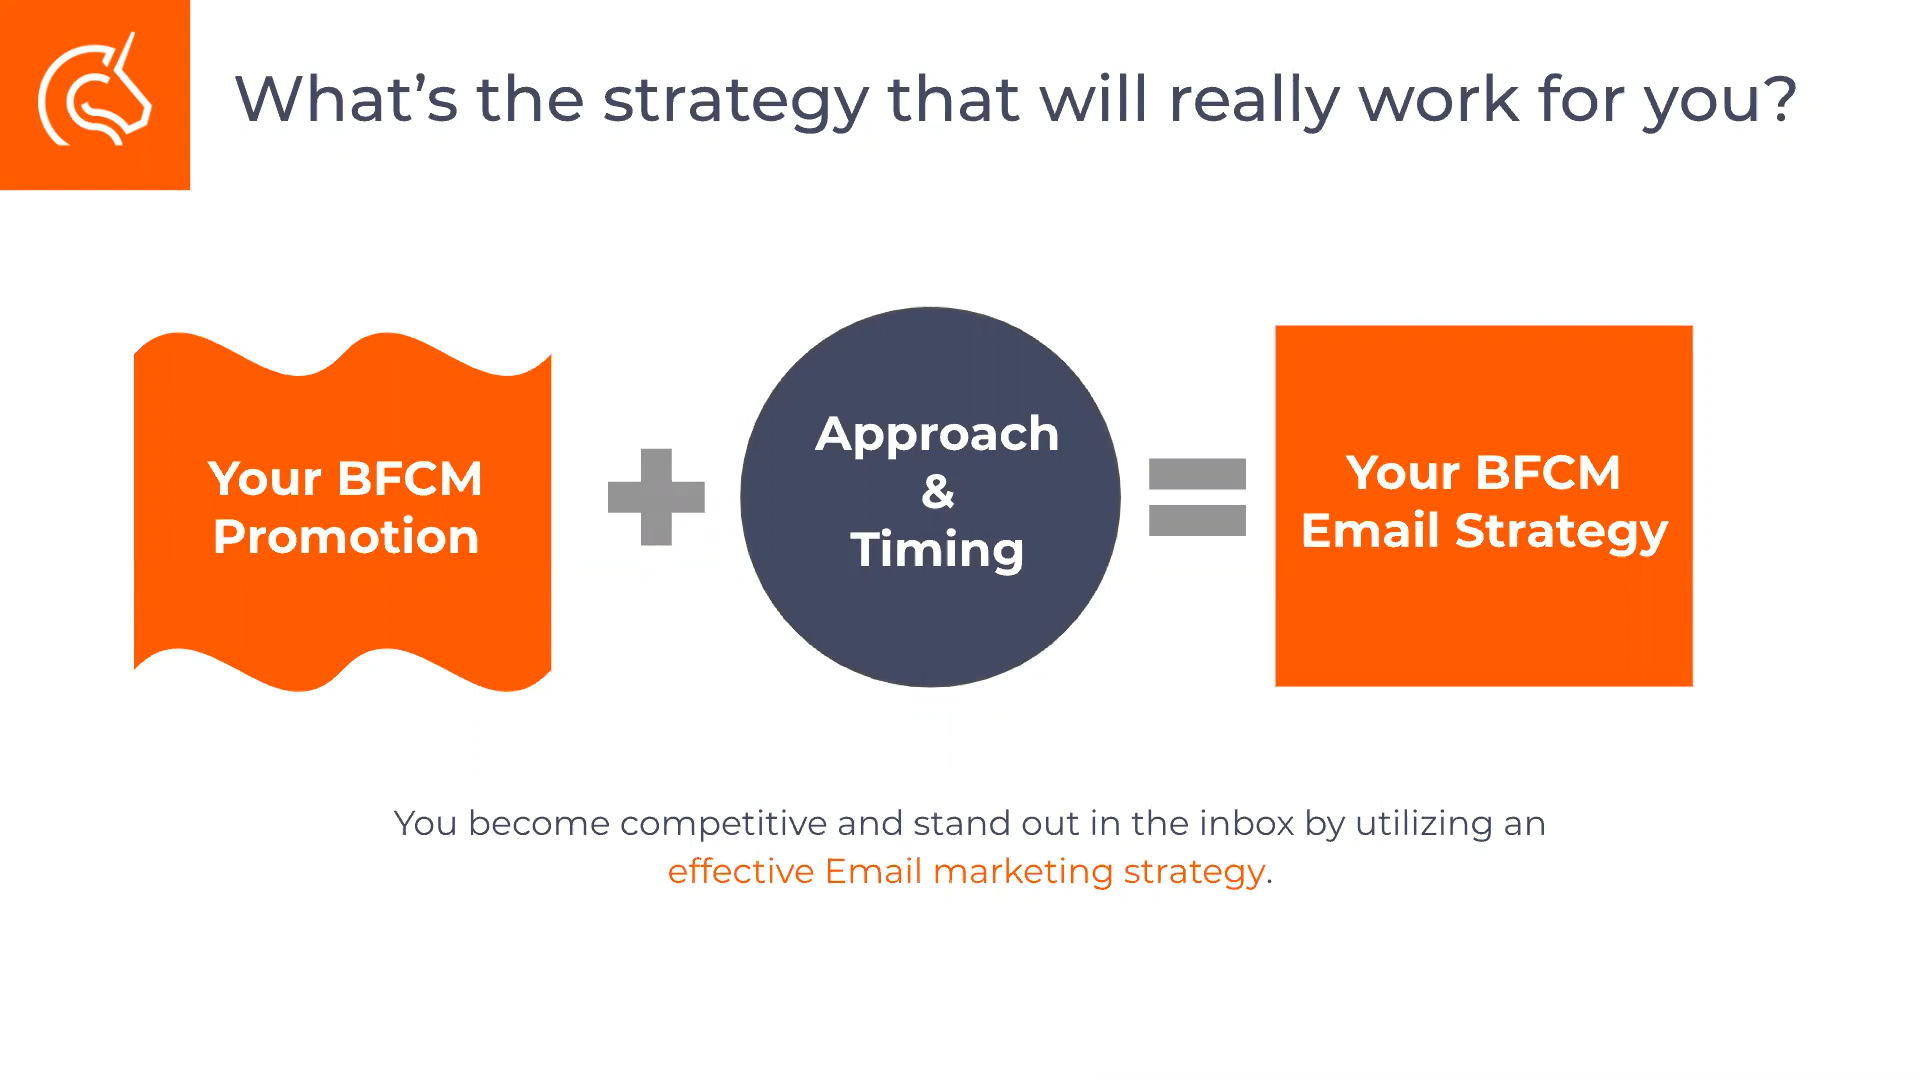 What’s the strategy that will really work for you?
Your BFCM
Promotion
Approach
&
Timing
Your BFCM
Email Strategy
You become competitive and stand out in the inbox by utilizing an
effective Email marketing strategy.